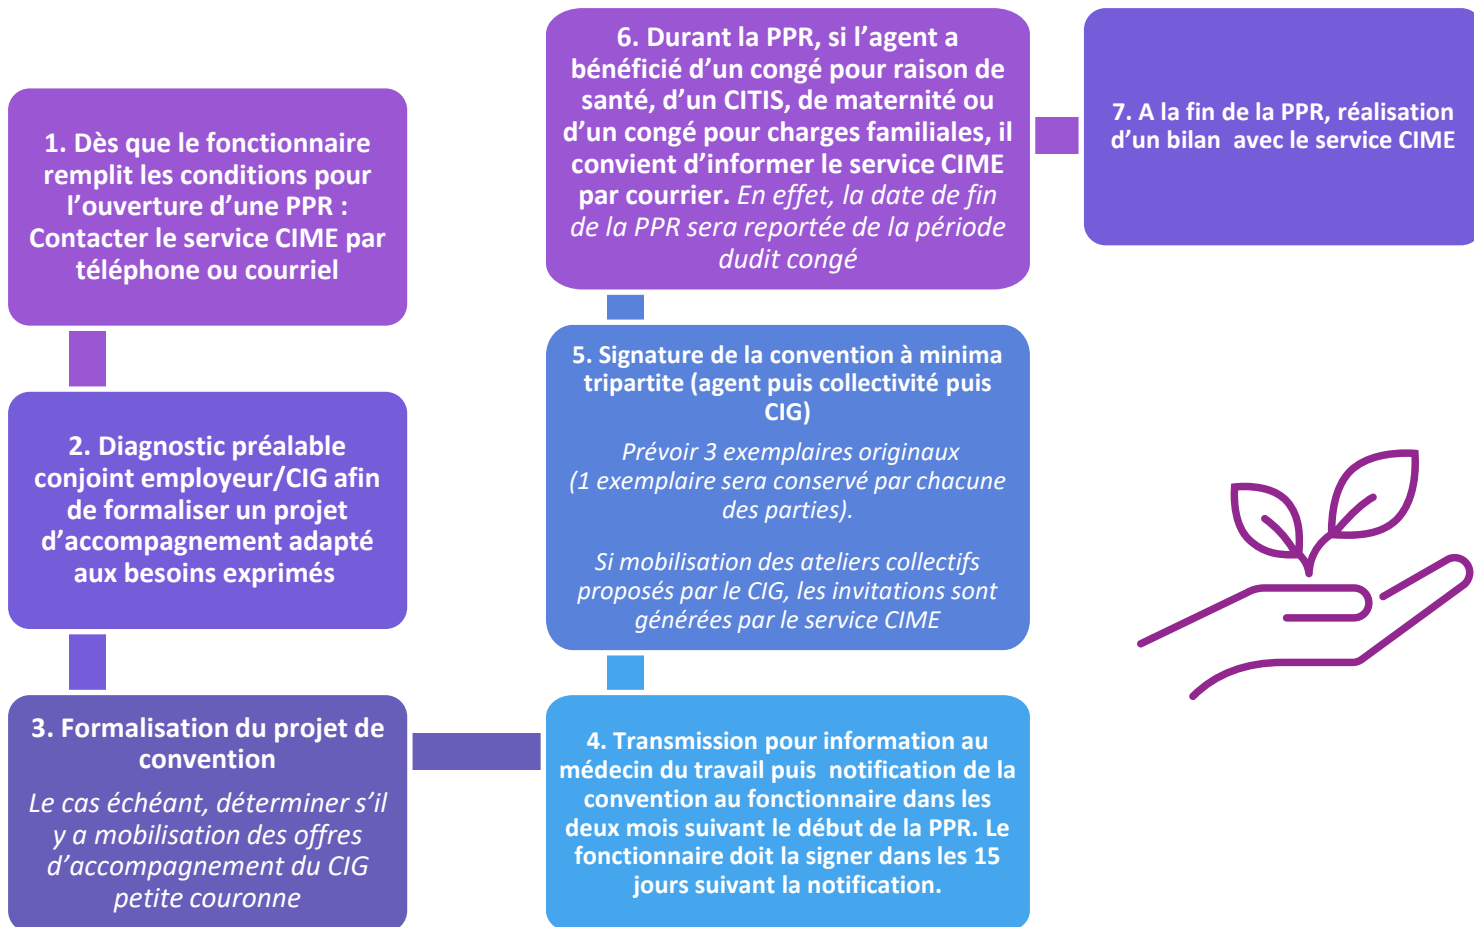 1. Dès que le fonctionnaire
remplit les conditions pour
l’ouverture d’une PPR :
Contacter le service CIME par
téléphone ou courriel
2. Diagnostic préalable
conjoint employeur/CIG afin
de formaliser un projet
d’accompagnement adapté
aux besoins exprimés
3. Formalisation du projet de
convention
Le cas échéant, déterminer s’il
y a mobilisation des offres
d’accompagnement du CIG
petite couronne
4. Transmission pour information au
médecin du travail puis  notification de la
convention au fonctionnaire dans les
deux mois suivant le début de la PPR. Le
fonctionnaire doit la signer dans les 15
jours suivant la notification.
5. Signature de la convention à minima
tripartite (agent puis collectivité puis
CIG)
Prévoir 3 exemplaires originaux
(1 exemplaire sera conservé par chacune
des parties).
Si mobilisation des ateliers collectifs
proposés par le CIG, les invitations sont
générées par le service CIME
6. Durant la PPR, si l’agent a
bénéficié d’un congé pour raison de
santé, d’un CITIS, de maternité ou
d’un congé pour charges familiales, il
convient d’informer le service CIME
par courrier. En effet, la date de fin
de la PPR sera reportée de la période
dudit congé
7. A la fin de la PPR, réalisation
d’un bilan  avec le service CIME